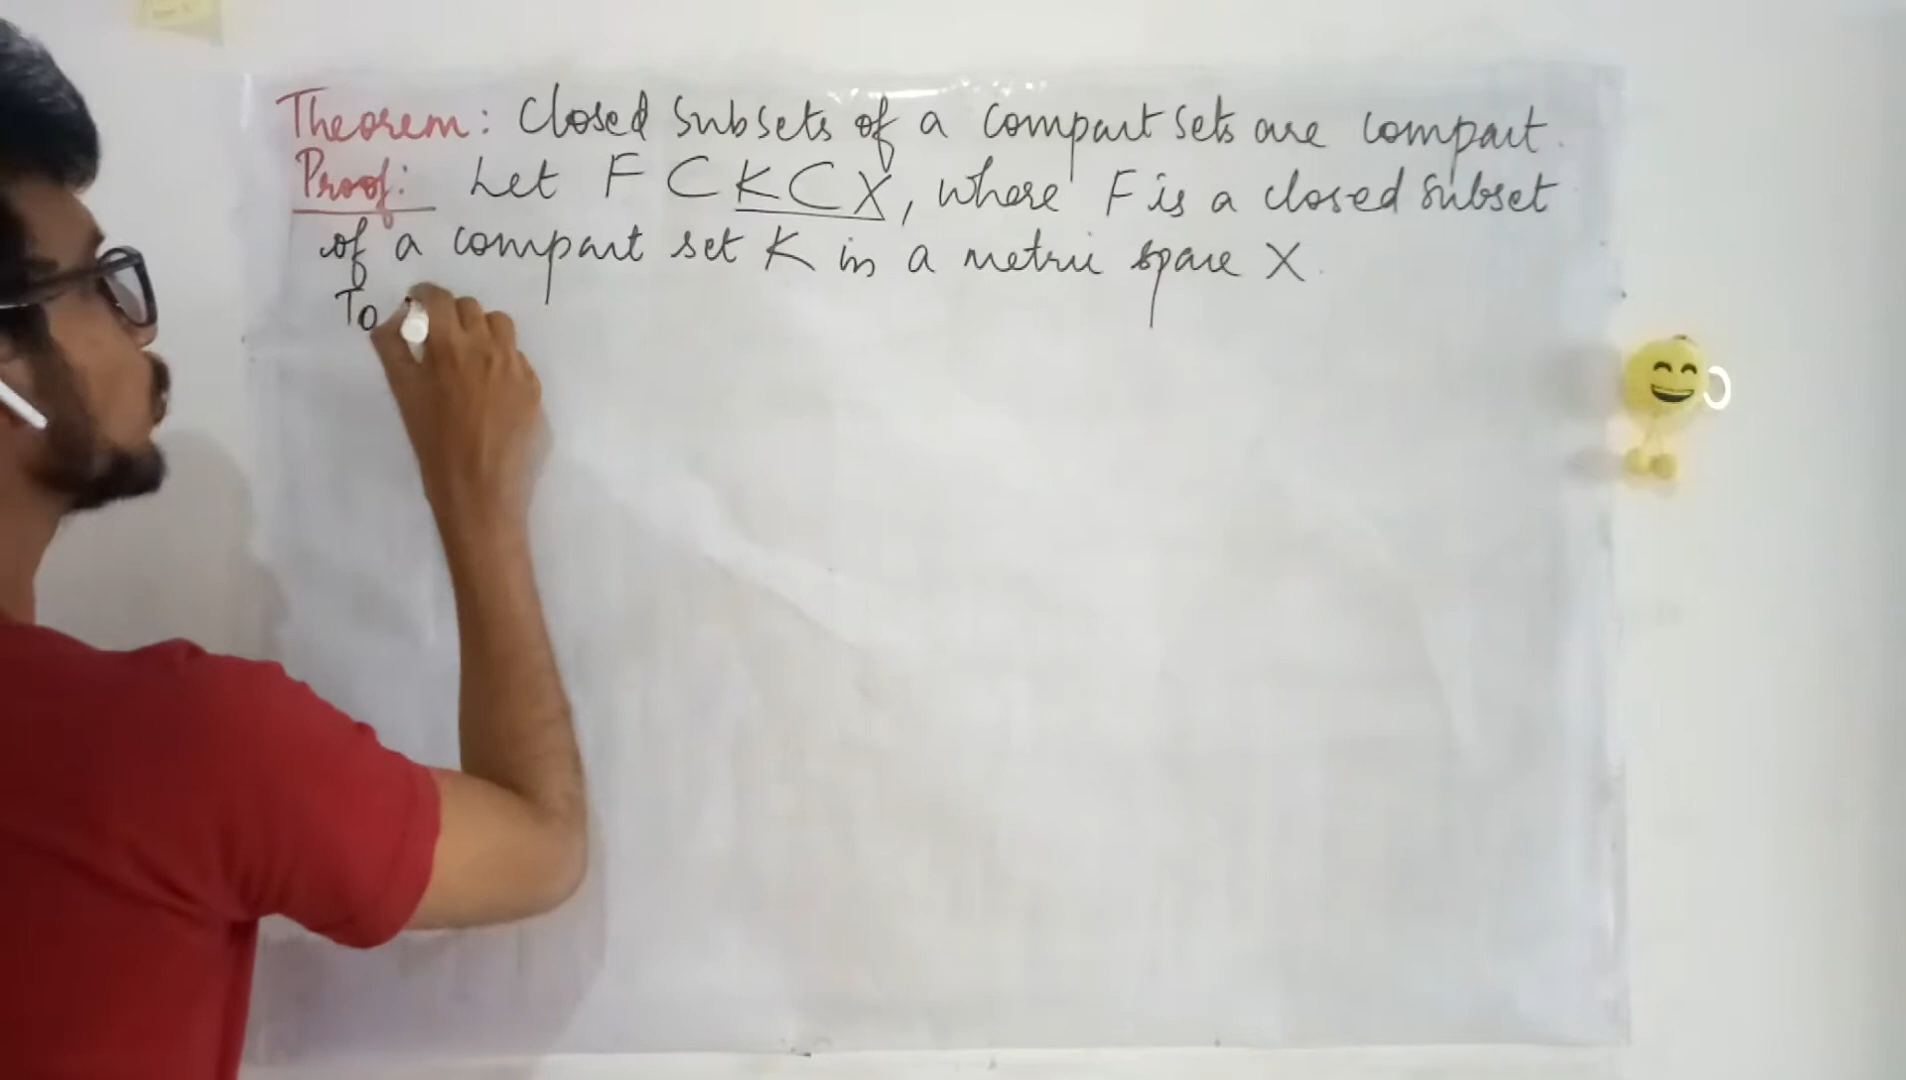 Theorem: Closed Subsets of a compact sets are compact.
Proof: Let F ⊂ K ⊂ X, where F is a closed subset
of a compact set K in a metric space X.
To